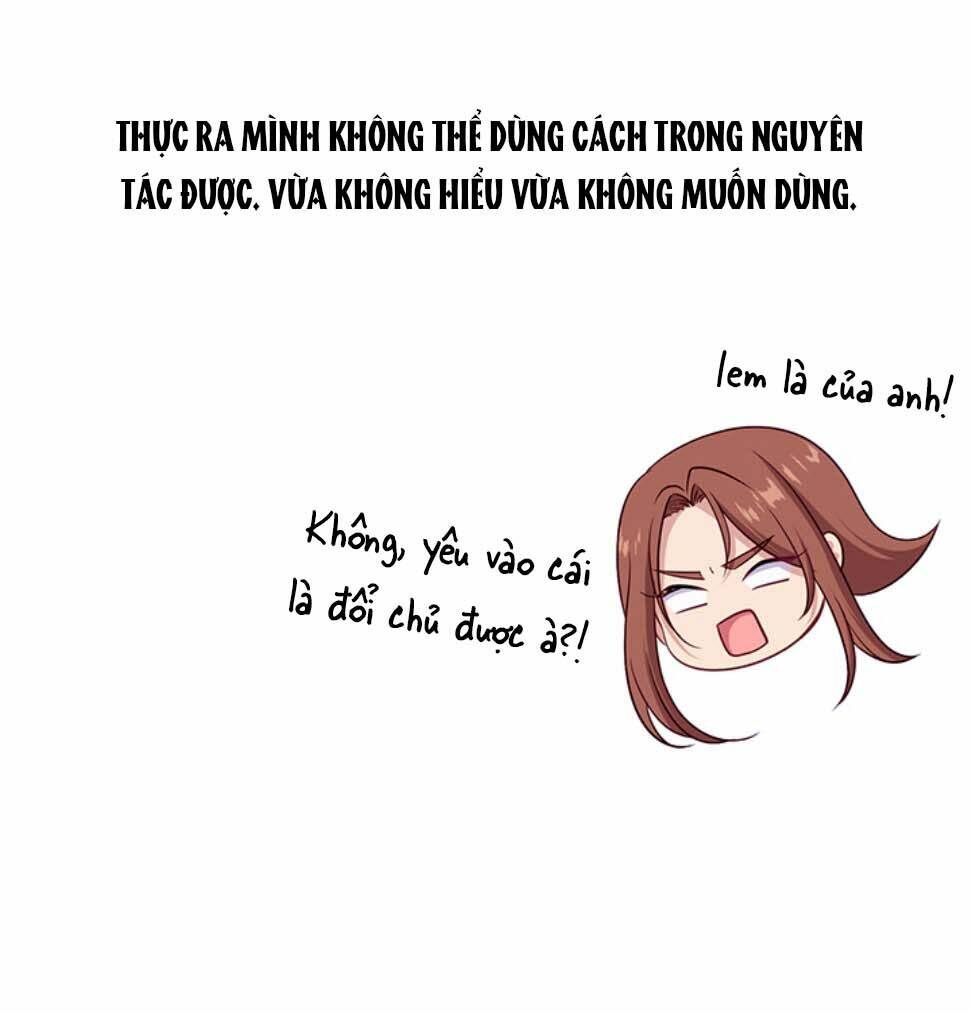 THỰC RA MÌNH KHÔNG THỂ DÙNG CÁCH TRONG NGUYÊN
TÁC ĐƯỢC. VỪA KHÔNG HIỂU VỪA KHÔNG MUỐN DÙNG.
lem là của anh!
Không, yêu vào cái
là đổi chủ được à?!